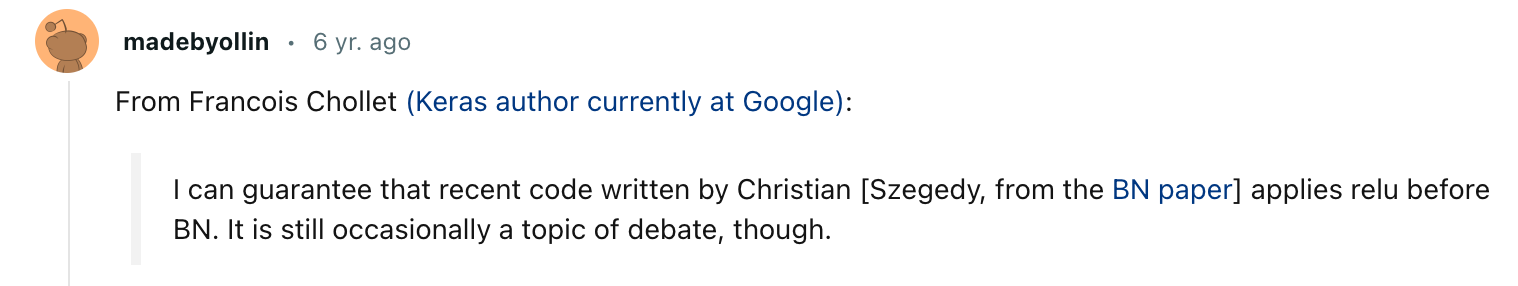 madebyollin • 6 yr. ago
From Francois Chollet (Keras author currently at Google):
I can guarantee that recent code written by Christian [Szegedy, from the BN paper] applies relu before
BN. It is still occasionally a topic of debate, though.